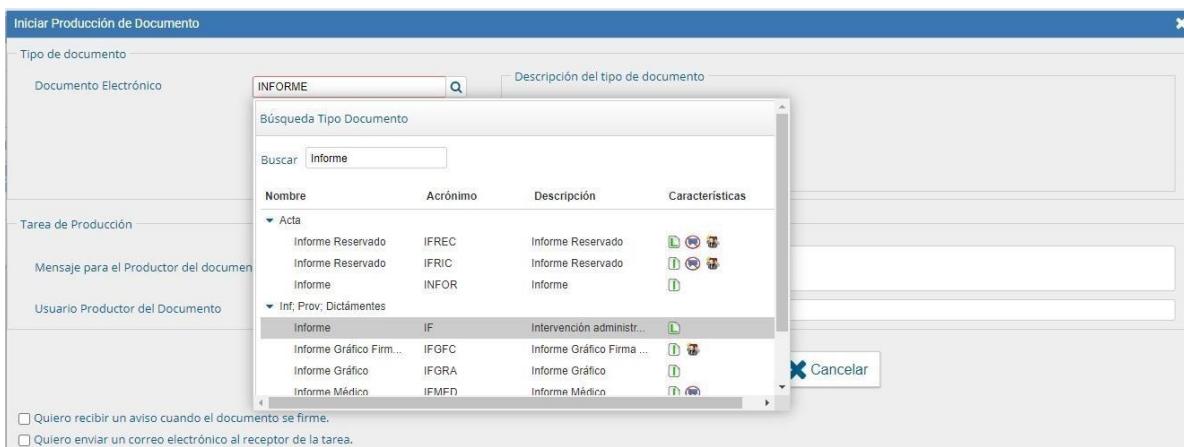 Iniciar Producción de Documento
Tipo de documento
Documento Electrónico
INFORME
Descripción del tipo de documento
Búsqueda Tipo Documento
Buscar Informe
Nombre Acrónimo Descripción Características
Acta
Informe Reservado IFREC Informe Reservado
Informe Reservado IFRIC Informe Reservado
Informe INFOR Informe
Inf; Prov; Dictámentes
Informe IF Intervención administr...
Informe Gráfico Firm... IFGFC Informe Gráfico Firma ...
Informe Gráfico IFGRA Informe Gráfico
Informe Médico IFMED Informe Médico
Tarea de Producción
Mensaje para el Productor del documen
Usuario Productor del Documento
Cancelar
Quiero recibir un aviso cuando el documento se firme.
Quiero enviar un correo electrónico al receptor de la tarea.